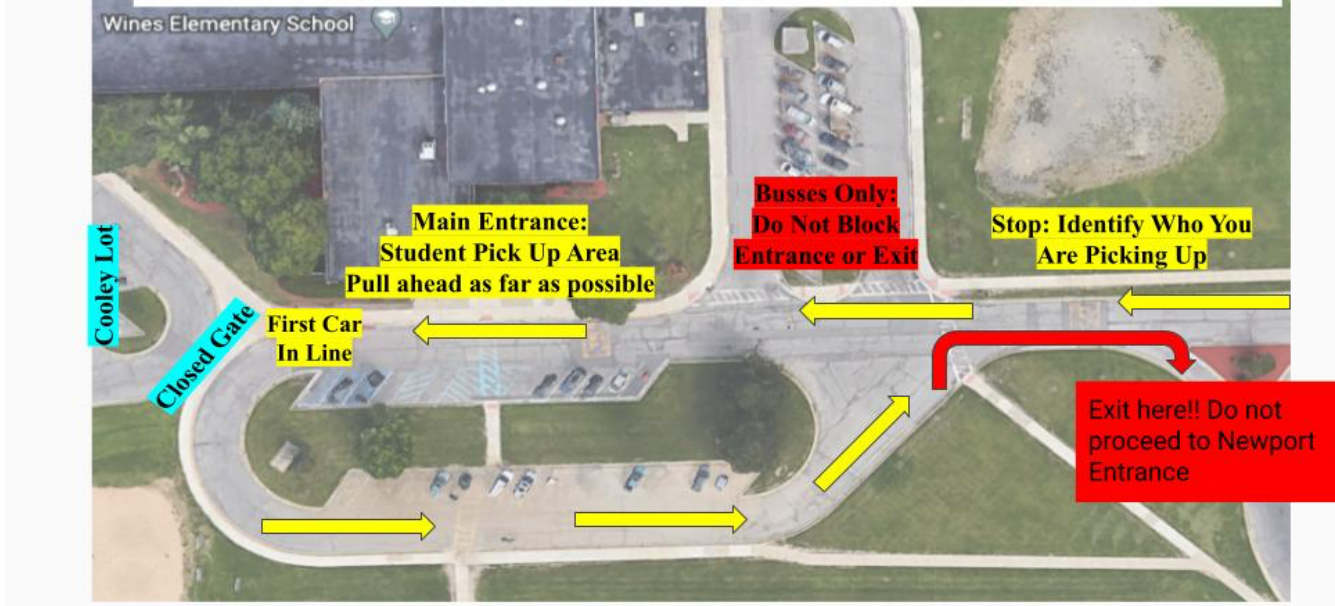 Wines Elementary School
Main Entrance:
Student Pick Up Area
Pull ahead as far as possible
Busses Only:
Do Not Block
Entrance or Exit
Stop: Identify Who You
Are Picking Up
Cooley Lot
Closed Gate
First Car
In Line
Exit here!! Do not
proceed to Newport
Entrance